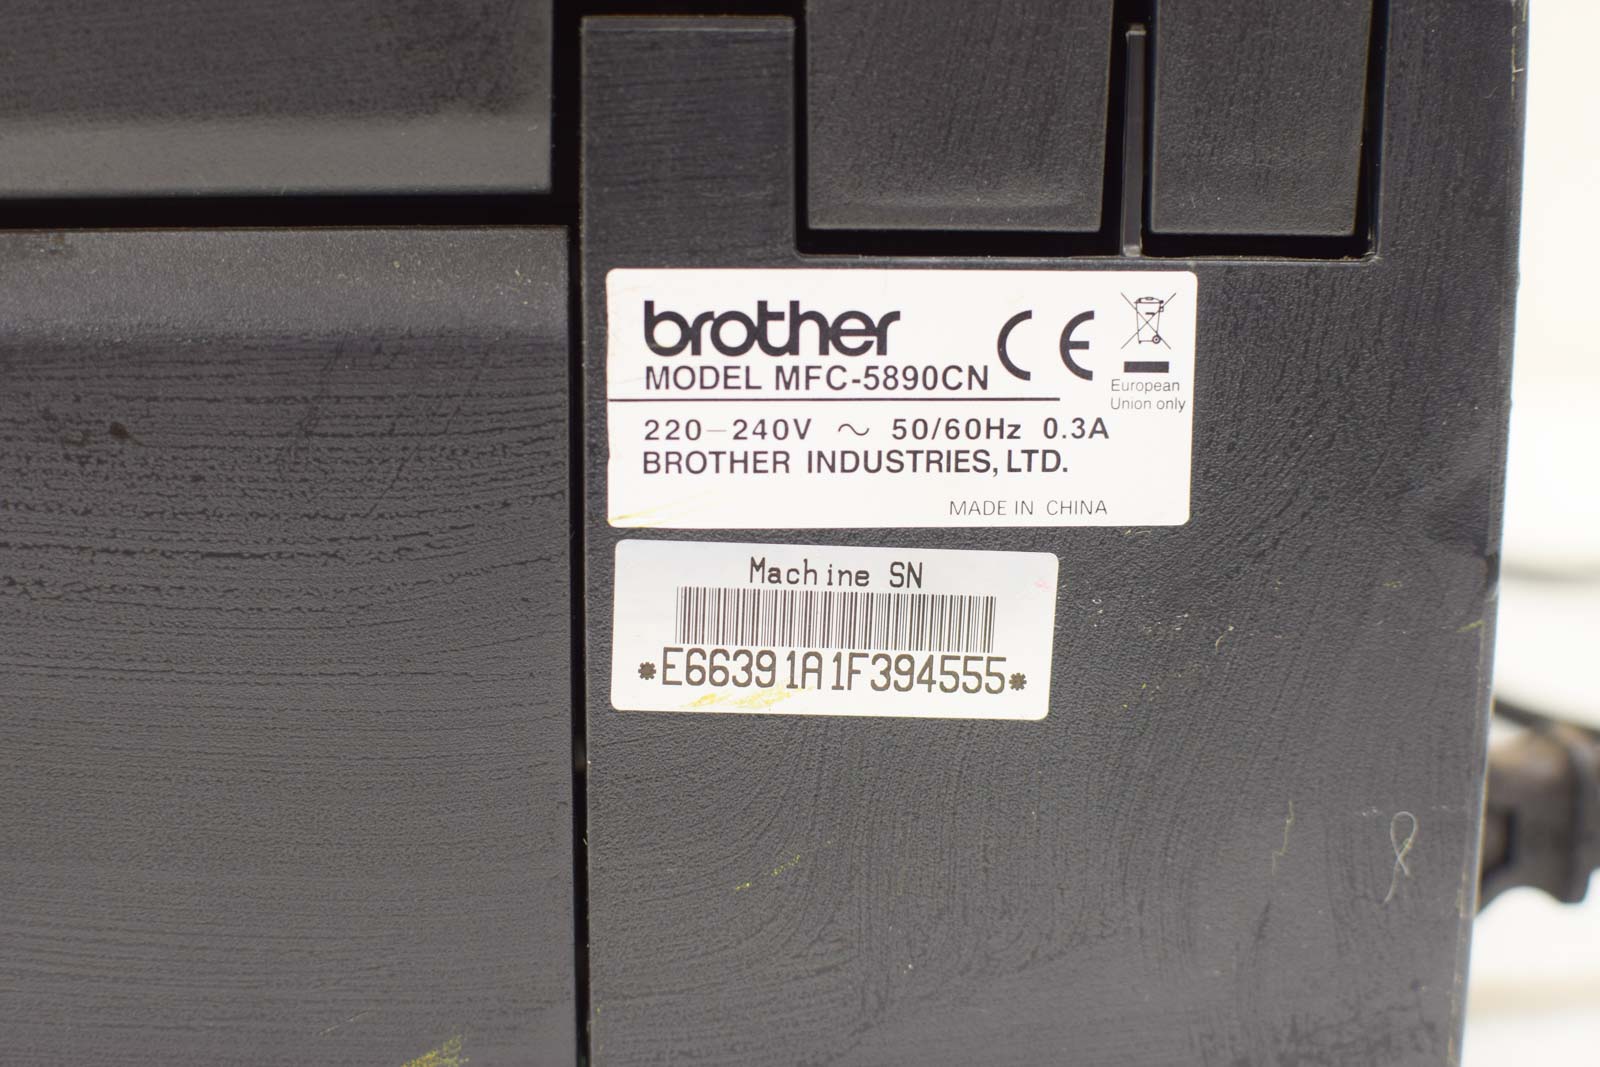 brother
MODEL MFC-5890CN
CE
European
Union only
220-240V ~ 50/60Hz 0.3A
BROTHER INDUSTRIES, LTD.
MADE IN CHINA
Machine SN
*E66391A1F394555*